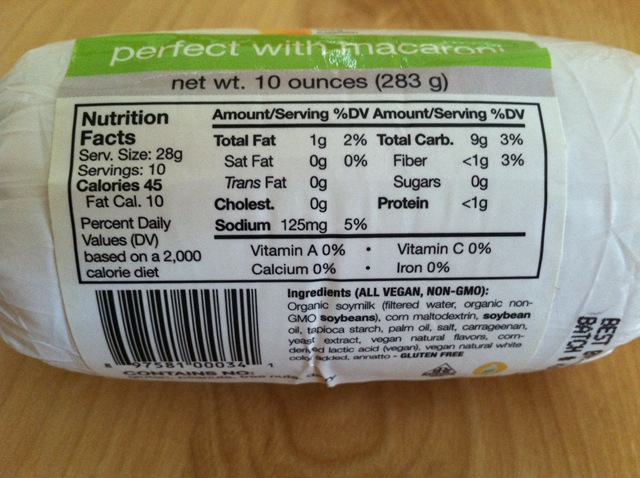 perfect with macaroni
net wt. 10 ounces (283 g)
Nutrition
Facts
Serv. Size: 28g
Servings: 10
Calories 45
Fat Cal. 10
Percent Daily
Values (DV)
based on a 2,000
calorie diet
Amount/Serving %DV Amount/Serving %DV
Total Fat 1g 2% Total Carb. 9g 3%
Sat Fat 0g 0% Fiber <1g 3%
Trans Fat 0g Sugars 0g
Cholest. 0g Protein <1g
Sodium 125mg 5%
Vitamin A 0% • Vitamin C 0%
Calcium 0% • Iron 0%
Ingredients (ALL VEGAN, NON-GMO):
Organic soymilk (filtered water, organic non-
GMO soybeans), corn maltodextrin, soybean
oil, tapioca starch, palm oil, salt, carrageenan,
yeast extract, vegan natural flavors, corn-
derived lactic acid (vegan), vegan natural white
color added, annatto - GLUTEN FREE
8 97581 00034 1
CONTAINS NO:
tree nuts,
BEST
BATCH